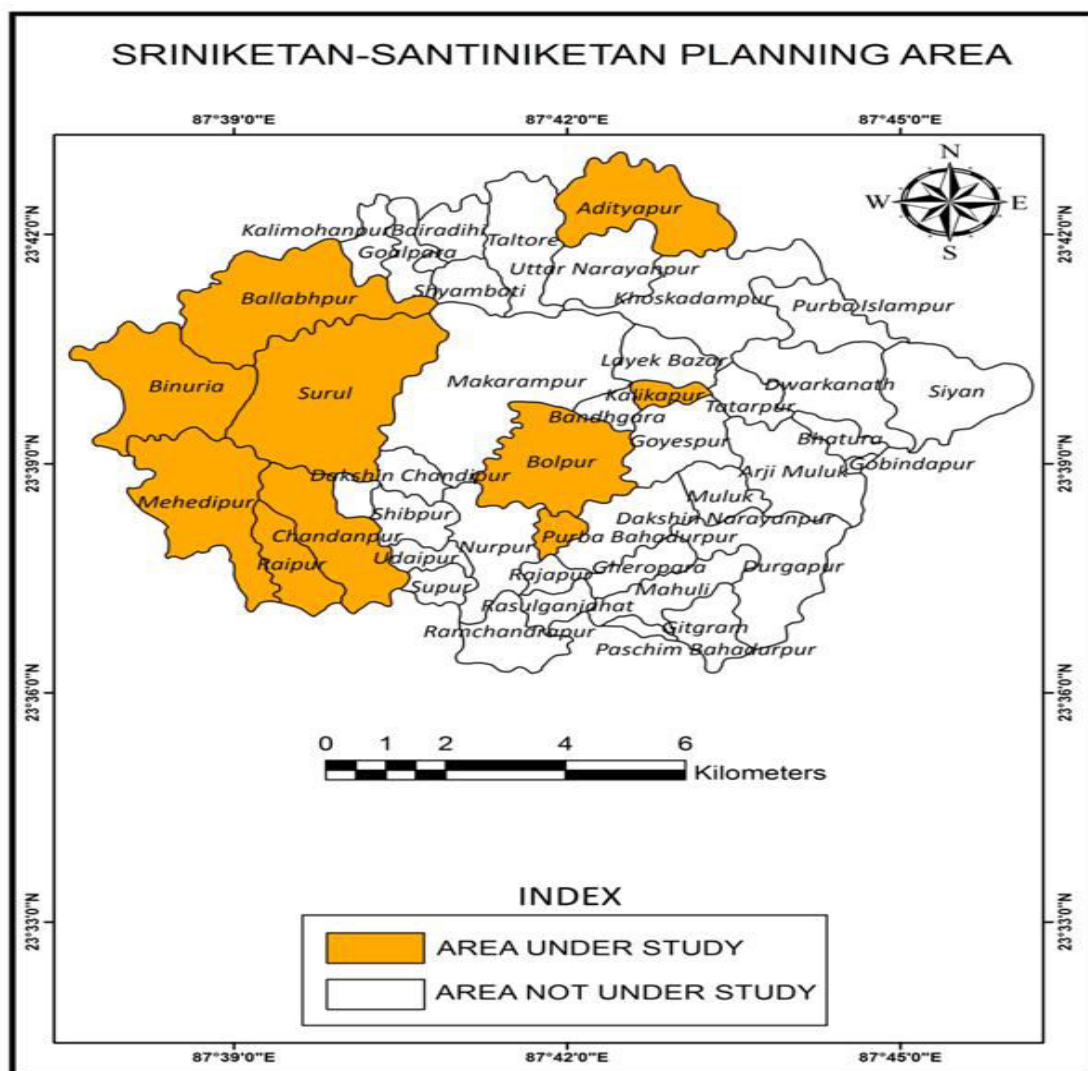 SRINIKETAN-SANTINIKETAN PLANNING AREA
87°39'0"E 87°42'0"E 87°45'0"E
N
W E
S
23°42'0"N 23°42'0"N
Adityapur
Kalimohanpur Bairadihi
Goalpara Taltore
Uttar Narayanpur
Ballabhpur Shyambati Khoskadampur Purba Islampur
Layek Bazar
Binuria Surul Makarampur Dwarkanath Siyan
Kalikapur Tatarpur
Bandhgara
Goyespur Bhatura
23°39'0"N 23°39'0"N
Dakshin Chandipur Bolpur Arji Muluk Gobindapur
Mehedipur Muluk
Shibpur Dakshin Narayanpur
Chandanpur Purba Bahadurpur
Raipur Udaipur Nurpur Gheropara Durgapur
Supur Rajapur Mahuli
Rasulganjahat
Ramchandrapur Gitgram
Paschim Bahadurpur
23°36'0"N 23°36'0"N
0 1 2 4 6
Kilometers
23°33'0"N 23°33'0"N
INDEX
AREA UNDER STUDY
AREA NOT UNDER STUDY
87°39'0"E 87°42'0"E 87°45'0"E